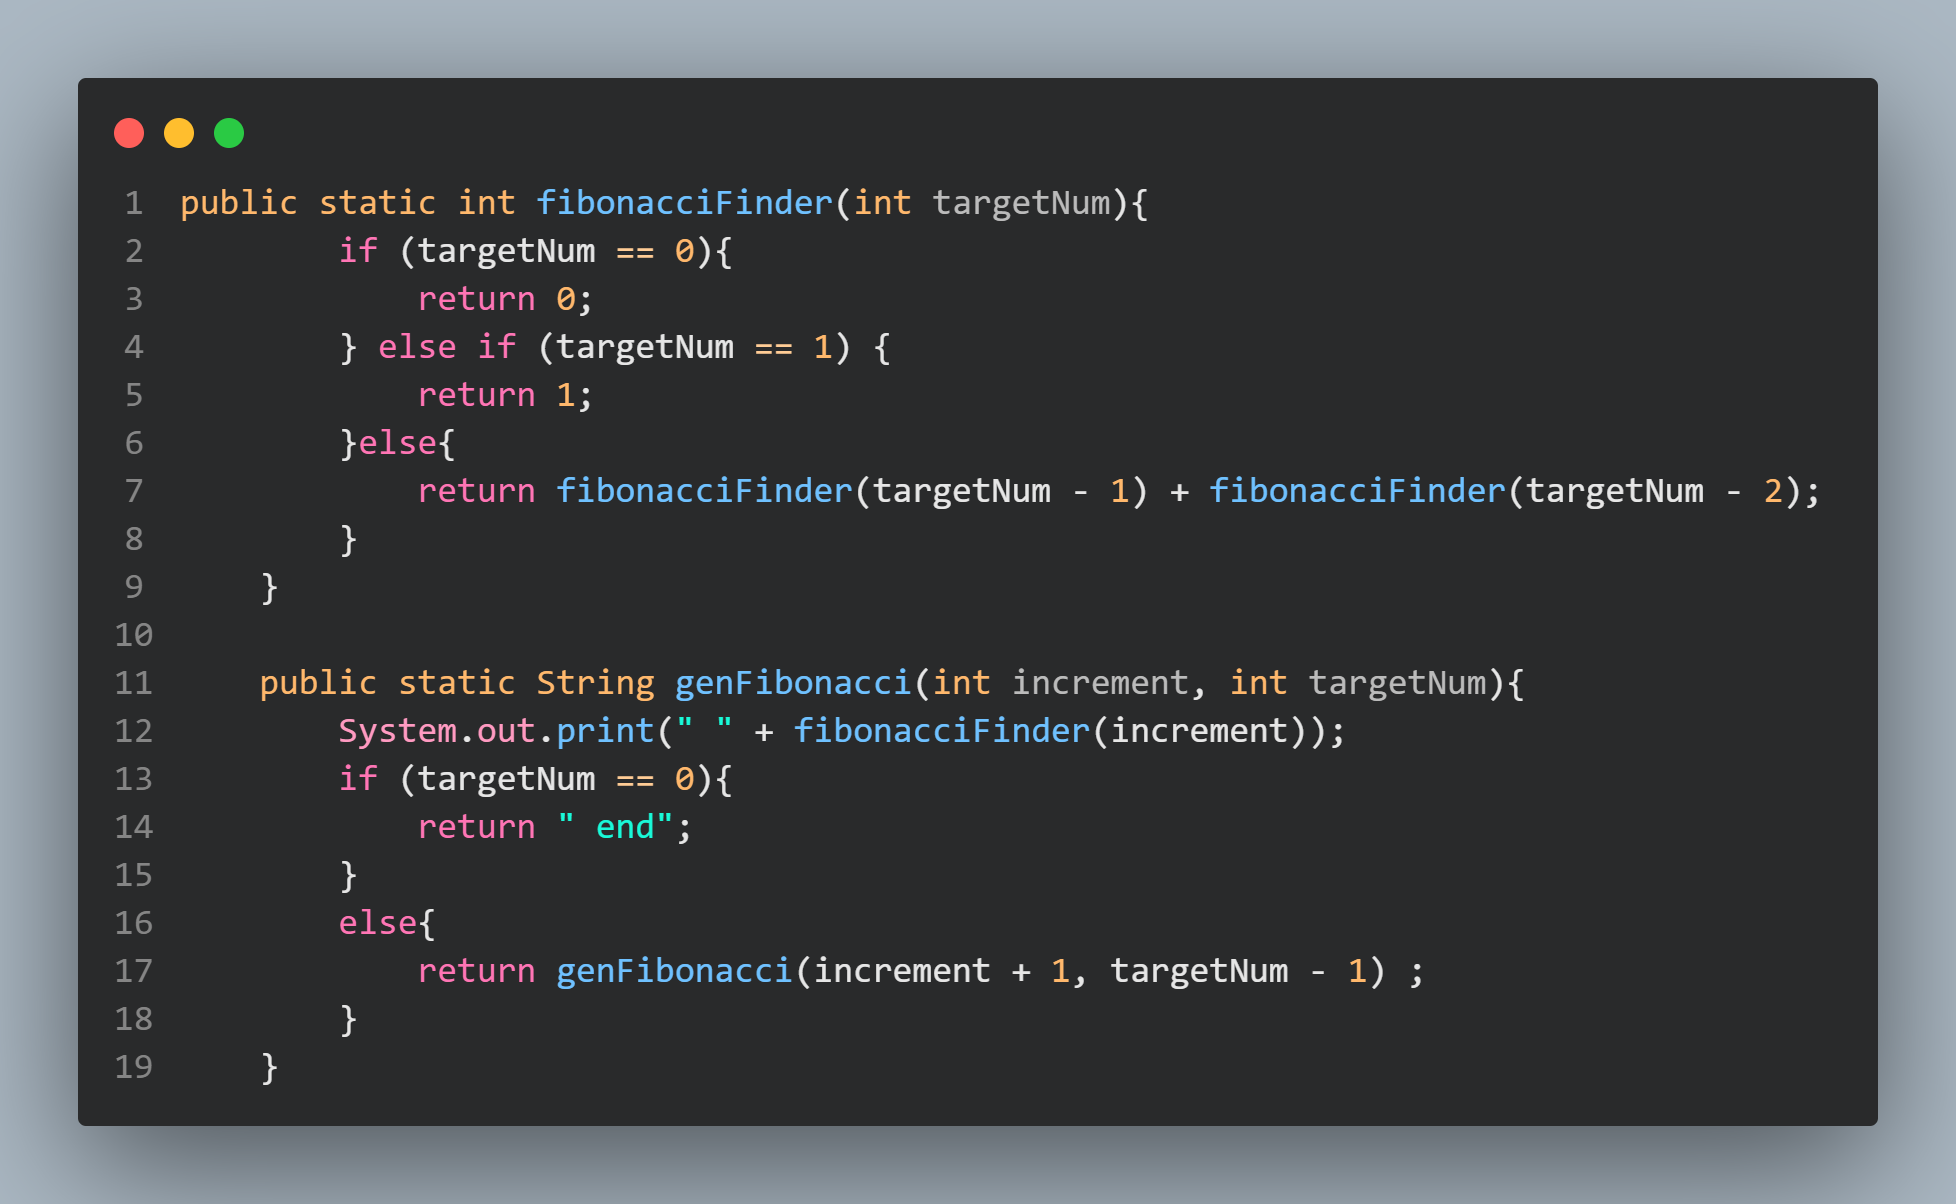 1 public static int fibonacciFinder(int targetNum){
2         if (targetNum == 0){
3             return 0;
4         } else if (targetNum == 1) {
5             return 1;
6         }else{
7             return fibonacciFinder(targetNum - 1) + fibonacciFinder(targetNum - 2);
8         }
9     }
10
11     public static String genFibonacci(int increment, int targetNum){
12         System.out.print(" " + fibonacciFinder(increment));
13         if (targetNum == 0){
14             return " end";
15         }
16         else{
17             return genFibonacci(increment + 1, targetNum - 1) ;
18         }
19     }